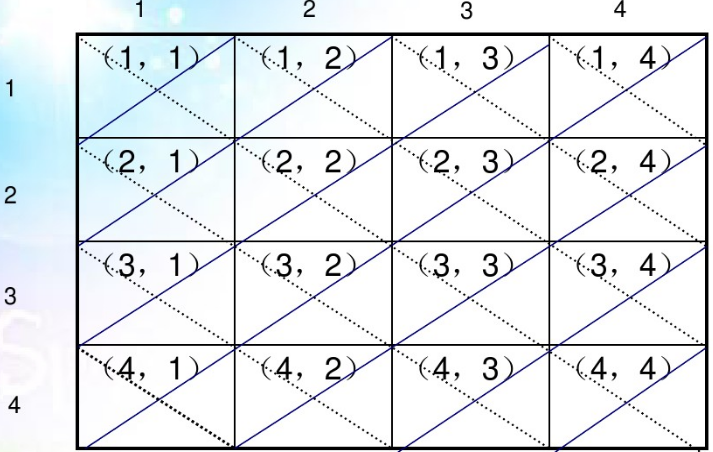 1 2 3 4
1 (1, 1) (1, 2) (1, 3) (1, 4)
2 (2, 1) (2, 2) (2, 3) (2, 4)
3 (3, 1) (3, 2) (3, 3) (3, 4)
4 (4, 1) (4, 2) (4, 3) (4, 4)